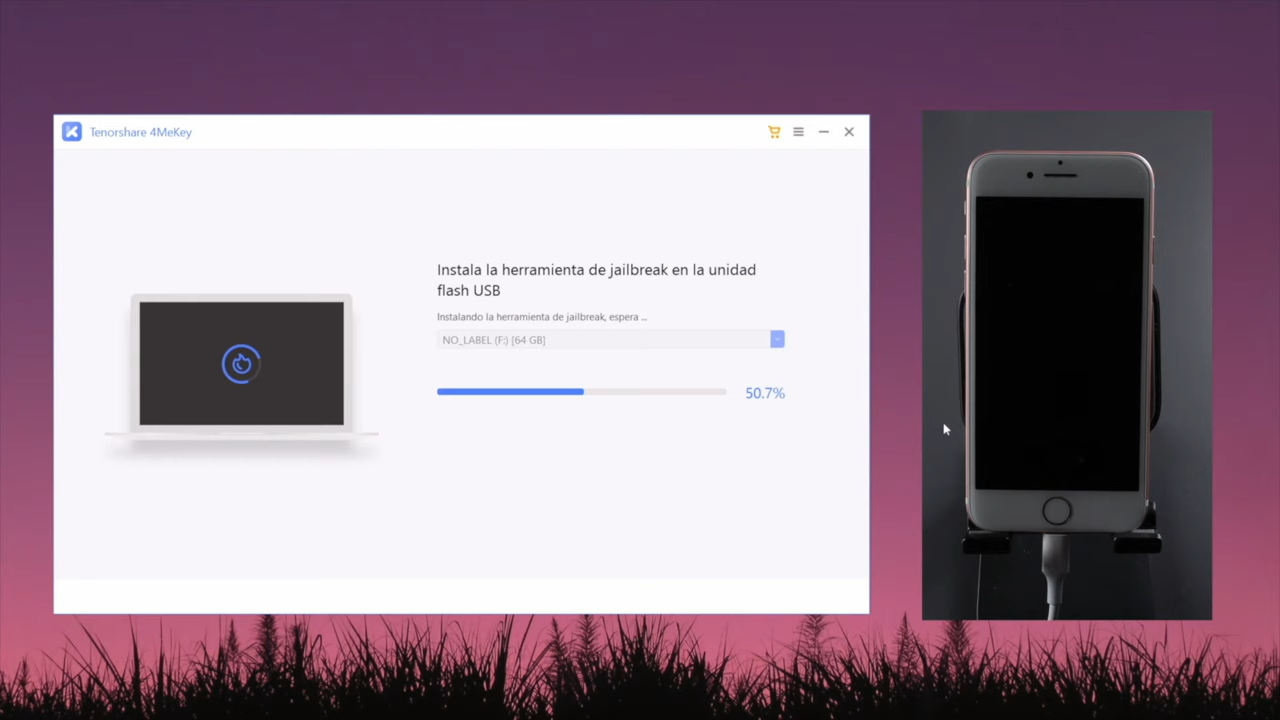 Tenorshare 4MeKey
Instala la herramienta de jailbreak en la unidad
flash USB
Instalando la herramienta de jailbreak, espera ...
NO_LABEL (F:) [64 GB]
50.7%